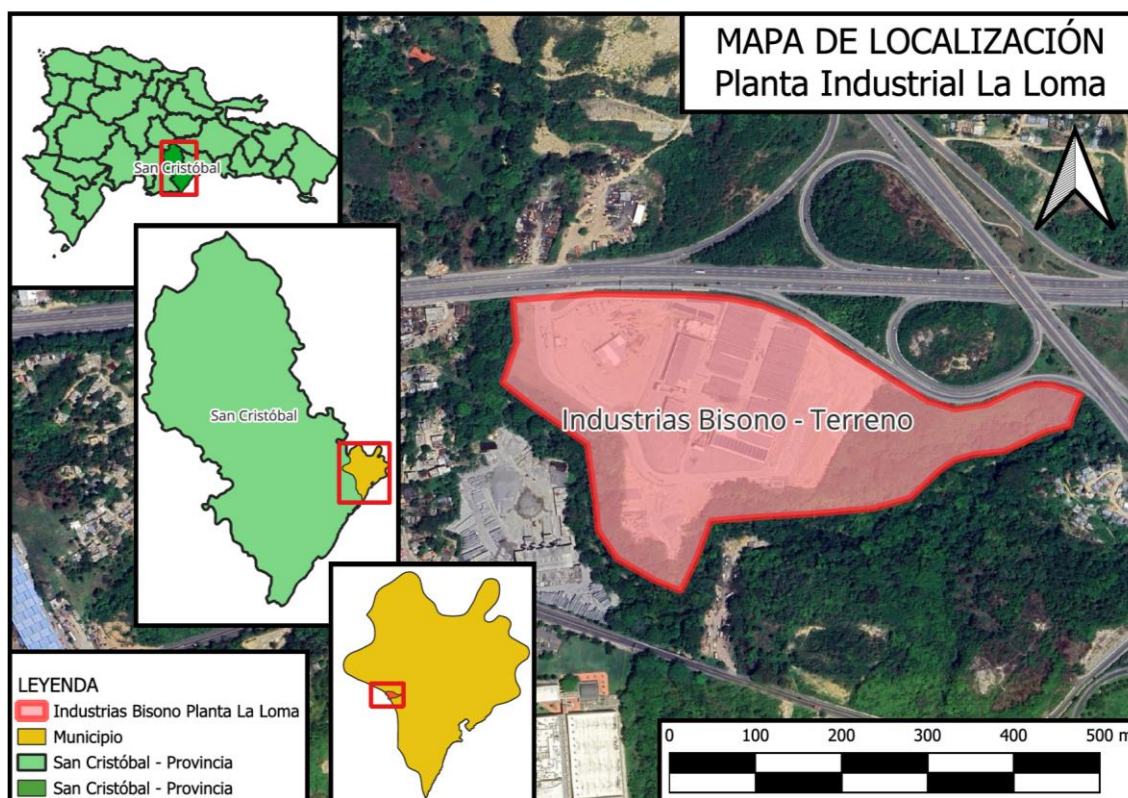 MAPA DE LOCALIZACIÓN
Planta Industrial La Loma
San Cristóbal
San Cristóbal
Industrias Bisono - Terreno
LEYENDA
Industrias Bisono Planta La Loma
Municipio
San Cristóbal - Provincia
San Cristóbal - Provincia
0 100 200 300 400 500 m